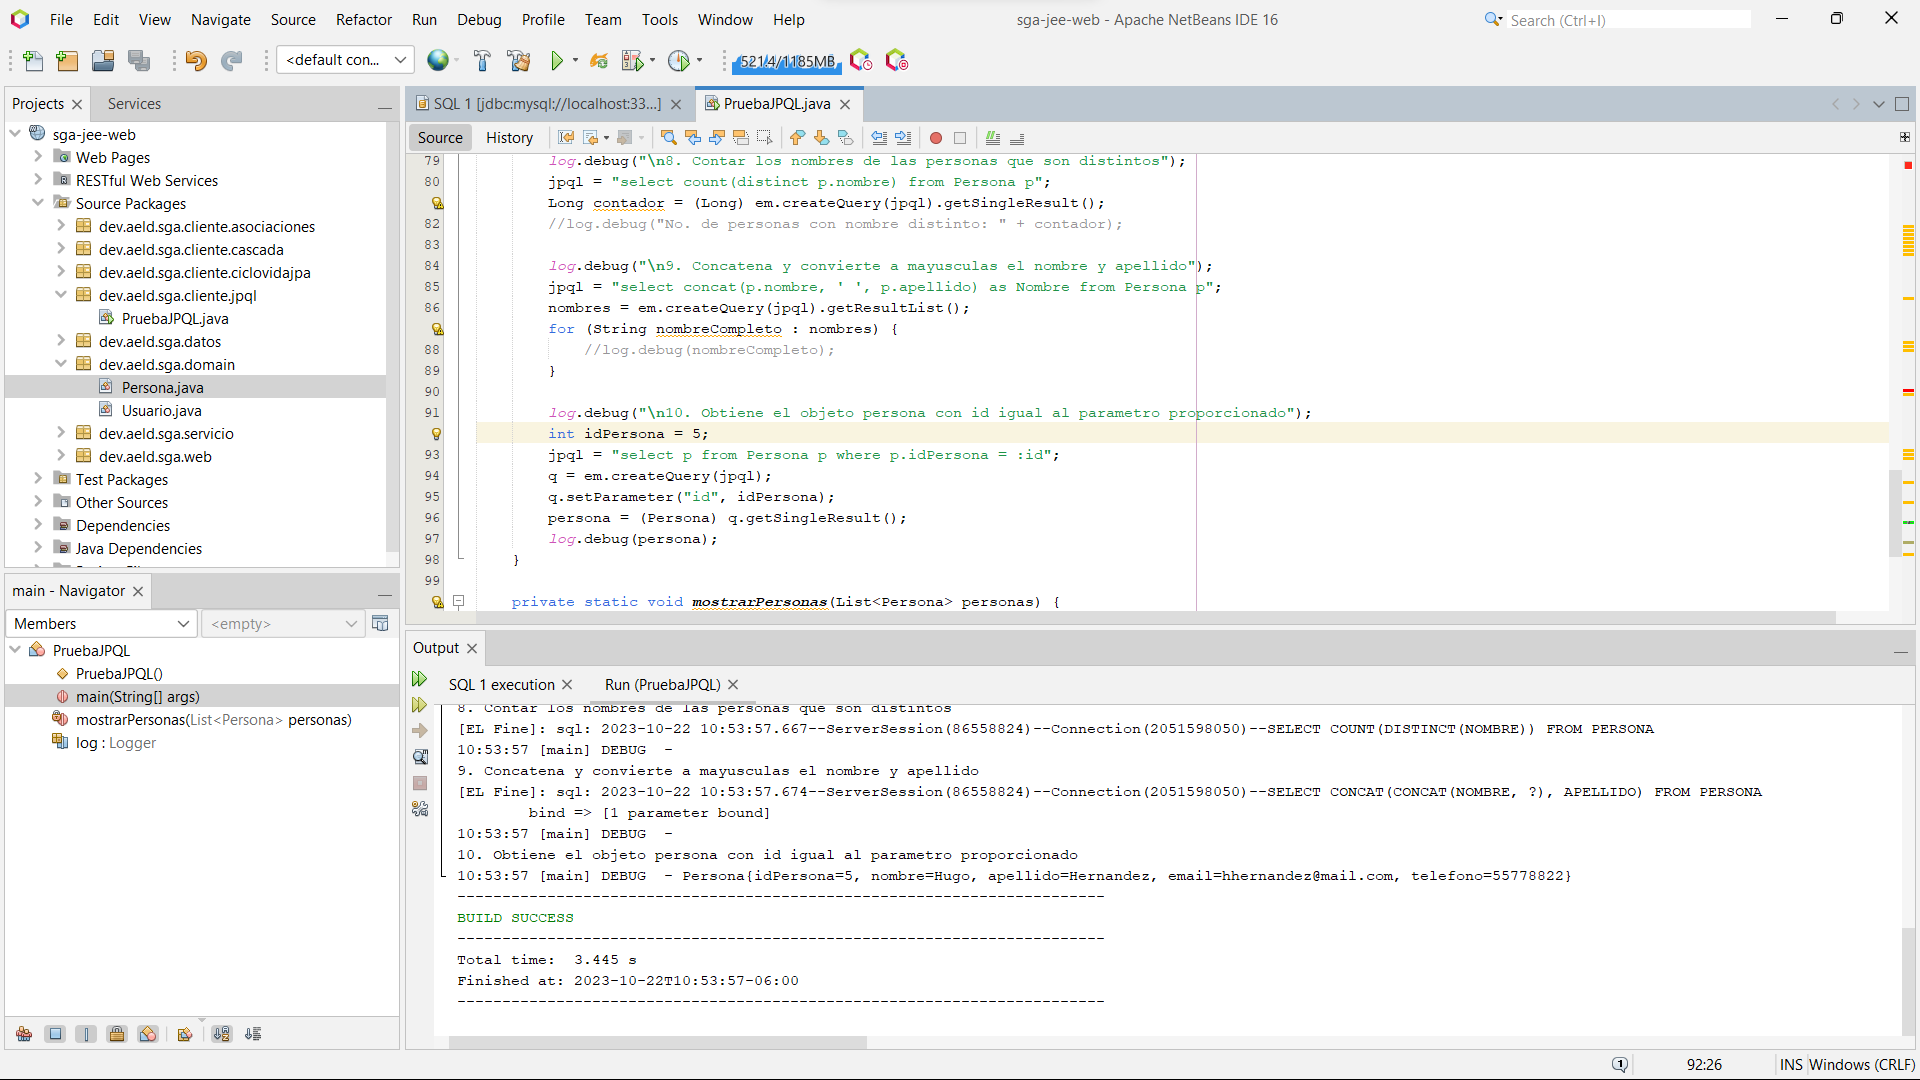 File Edit View Navigate Source Refactor Run Debug Profile Team Tools Window Help
sga-jee-web - Apache NetBeans IDE 16
Search (Ctrl+I)
<default con...
521.4/1185MB
Projects
Services
sga-jee-web
Web Pages
RESTful Web Services
Source Packages
dev.aeld.sga.cliente.asociaciones
dev.aeld.sga.cliente.cascada
dev.aeld.sga.cliente.ciclovidajpa
dev.aeld.sga.cliente.jpql
PruebaJPQL.java
dev.aeld.sga.datos
dev.aeld.sga.domain
Persona.java
Usuario.java
dev.aeld.sga.servicio
dev.aeld.sga.web
Test Packages
Other Sources
Dependencies
Java Dependencies
main - Navigator
Members
<empty>
PruebaJPQL
PruebaJPQL()
main(String[] args)
mostrarPersonas(List<Persona> personas)
log : Logger
SQL 1 [jdbc:mysql://localhost:33...]
PruebaJPQL.java
Source
History
79 log.debug("\n8. Contar los nombres de las personas que son distintos");
80 jpql = "select count(distinct p.nombre) from Persona p";
Long contador = (Long) em.createQuery(jpql).getSingleResult();
82 //log.debug("No. de personas con nombre distinto: " + contador);
83
84 log.debug("\n9. Concatena y convierte a mayusculas el nombre y apellido");
85 jpql = "select concat(p.nombre, ' ', p.apellido) as Nombre from Persona p";
86 nombres = em.createQuery(jpql).getResultList();
for (String nombreCompleto : nombres) {
88 //log.debug(nombreCompleto);
89 }
90
91 log.debug("\n10. Obtiene el objeto persona con id igual al parametro proporcionado");
int idPersona = 5;
93 jpql = "select p from Persona p where p.idPersona = :id";
94 q = em.createQuery(jpql);
95 q.setParameter("id", idPersona);
96 persona = (Persona) q.getSingleResult();
97 log.debug(persona);
98 }
99
private static void mostrarPersonas(List<Persona> personas) {
Output
SQL 1 execution
Run (PruebaJPQL)
8. Contar los nombres de las personas que son distintos
[EL Fine]: sql: 2023-10-22 10:53:57.667--ServerSession(86558824)--Connection(2051598050)--SELECT COUNT(DISTINCT(NOMBRE)) FROM PERSONA
10:53:57 [main] DEBUG -
9. Concatena y convierte a mayusculas el nombre y apellido
[EL Fine]: sql: 2023-10-22 10:53:57.674--ServerSession(86558824)--Connection(2051598050)--SELECT CONCAT(CONCAT(NOMBRE, ?), APELLIDO) FROM PERSONA
bind => [1 parameter bound]
10:53:57 [main] DEBUG -
10. Obtiene el objeto persona con id igual al parametro proporcionado
10:53:57 [main] DEBUG - Persona{idPersona=5, nombre=Hugo, apellido=Hernandez, email=hhernandez@mail.com, telefono=55778822}
------------------------------------------------------------------------
BUILD SUCCESS
------------------------------------------------------------------------
Total time: 3.445 s
Finished at: 2023-10-22T10:53:57-06:00
------------------------------------------------------------------------
92:26
INS
Windows (CRLF)